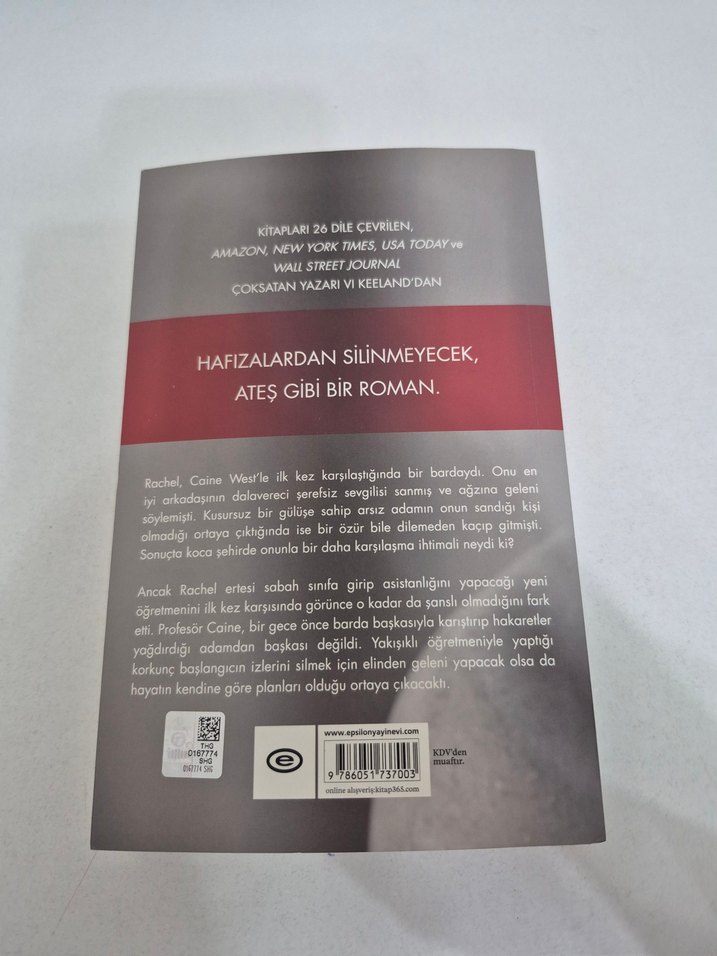 KİTAPLARI 26 DİLE ÇEVRİLEN,
AMAZON, NEW YORK TIMES, USA TODAY ve
WALL STREET JOURNAL
ÇOKSATAN YAZARI VI KEELAND'DAN
HAFIZALARDAN SİLİNMEYECEK,
ATEŞ GİBİ BİR ROMAN.
Rachel, Caine West'le ilk kez karşılaştığında bir bardaydı. Onu en
iyi arkadaşının dalavereci şerefsiz sevgilisi sanmış ve ağzına geleni
söylemişti. Kusursuz bir gülüşe sahip arsız adamın onun sandığı kişi
olmadığı ortaya çıktığında ise bir özür bile dilemeden kaçıp gitmişti.
Sonuçta koca şehirde onunla bir daha karşılaşma ihtimali neydi ki?
Ancak Rachel ertesi sabah sınıfa girip asistanlığını yapacağı yeni
öğretmenini ilk kez karşısında görünce o kadar da şanslı olmadığını fark
etti. Profesör Caine, bir gece önce barda başkasıyla karıştırıp hakaretler
yağdırdığı adamdan başkası değildi. Yakışıklı öğretmeniyle yaptığı
korkunç başlangıcın izlerini silmek için elinden geleni yapacak olsa da
hayatın kendine göre planları olduğu ortaya çıkacaktı.
THG
D167774
SHG
D167774 SHG
e
www.epsilonyayinevi.com
9 786051 737003
online alışveriş:kitap365.com
KDV'den
muaftır.